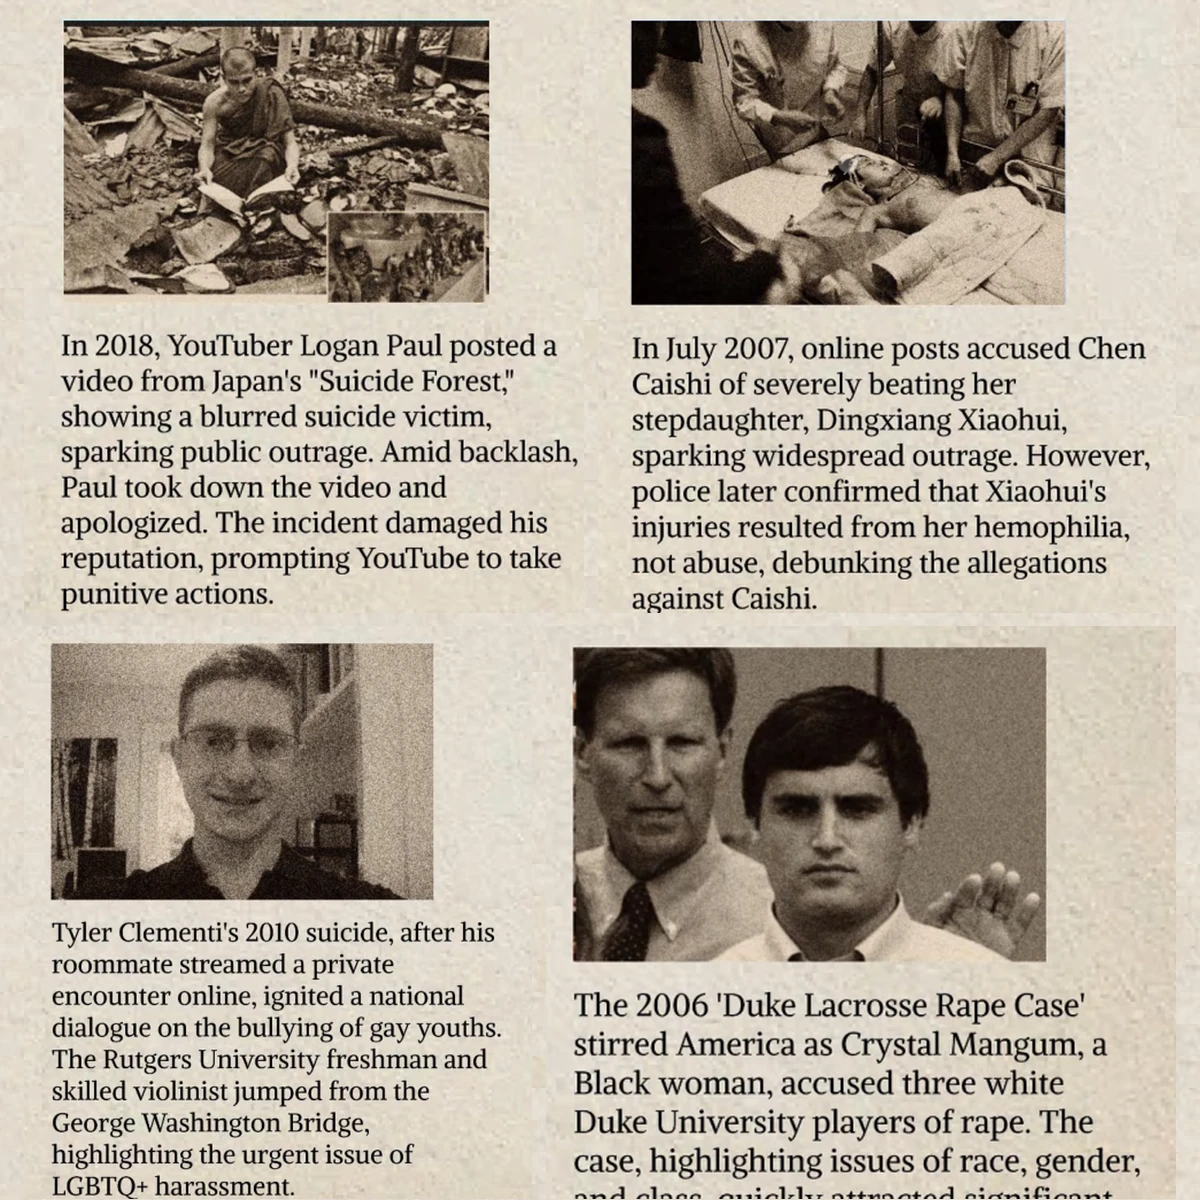 In 2018, YouTuber Logan Paul posted a
video from Japan's "Suicide Forest,"
showing a blurred suicide victim,
sparking public outrage. Amid backlash,
Paul took down the video and
apologized. The incident damaged his
reputation, prompting YouTube to take
punitive actions.
In July 2007, online posts accused Chen
Caishi of severely beating her
stepdaughter, Dingxiang Xiaohui,
sparking widespread outrage. However,
police later confirmed that Xiaohui's
injuries resulted from her hemophilia,
not abuse, debunking the allegations
against Caishi.
Tyler Clementi's 2010 suicide, after his
roommate streamed a private
encounter online, ignited a national
dialogue on the bullying of gay youths.
The Rutgers University freshman and
skilled violinist jumped from the
George Washington Bridge,
highlighting the urgent issue of
LGBTQ+ harassment.
The 2006 'Duke Lacrosse Rape Case'
stirred America as Crystal Mangum, a
Black woman, accused three white
Duke University players of rape. The
case, highlighting issues of race, gender,
and class, quickly attracted significant